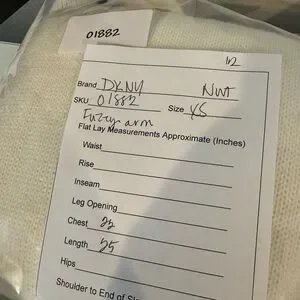 01882
1/2
Brand DKNY NWT
SKU 01882 Size XS
Fuzzy arm
Flat Lay Measurements Approximate (Inches)
Waist
Rise
Inseam
Leg Opening
Chest 22
Length 25
Hips
Shoulder to End of Sl